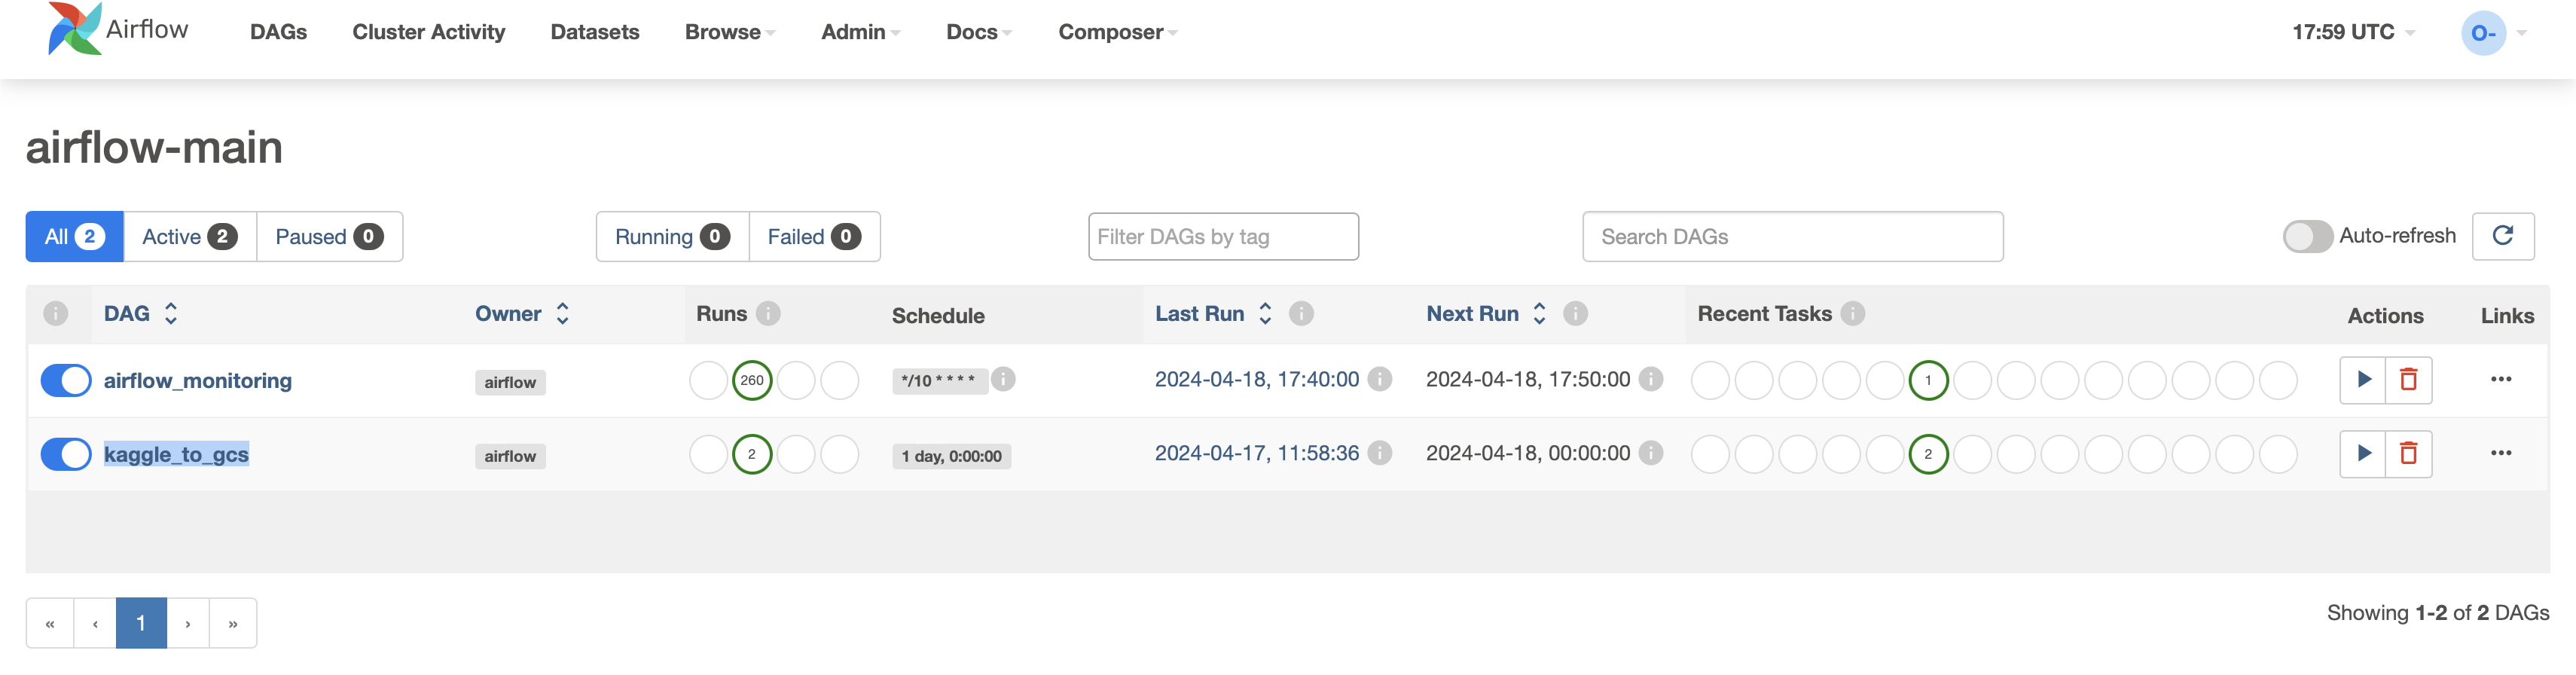 Airflow DAGs Cluster Activity Datasets Browse Admin Docs Composer 17:59 UTC O-
airflow-main
All 2 Active 2 Paused 0 Running 0 Failed 0 Filter DAGs by tag Search DAGs Auto-refresh
i DAG Owner Runs i Schedule Last Run i Next Run i Recent Tasks i Actions Links
airflow_monitoring airflow 260 */10 * * * * i 2024-04-18, 17:40:00 i 2024-04-18, 17:50:00 i 1 ...
kaggle_to_gcs airflow 2 1 day, 0:00:00 2024-04-17, 11:58:36 i 2024-04-18, 00:00:00 i 2 ...
« ‹ 1 › » Showing 1-2 of 2 DAGs